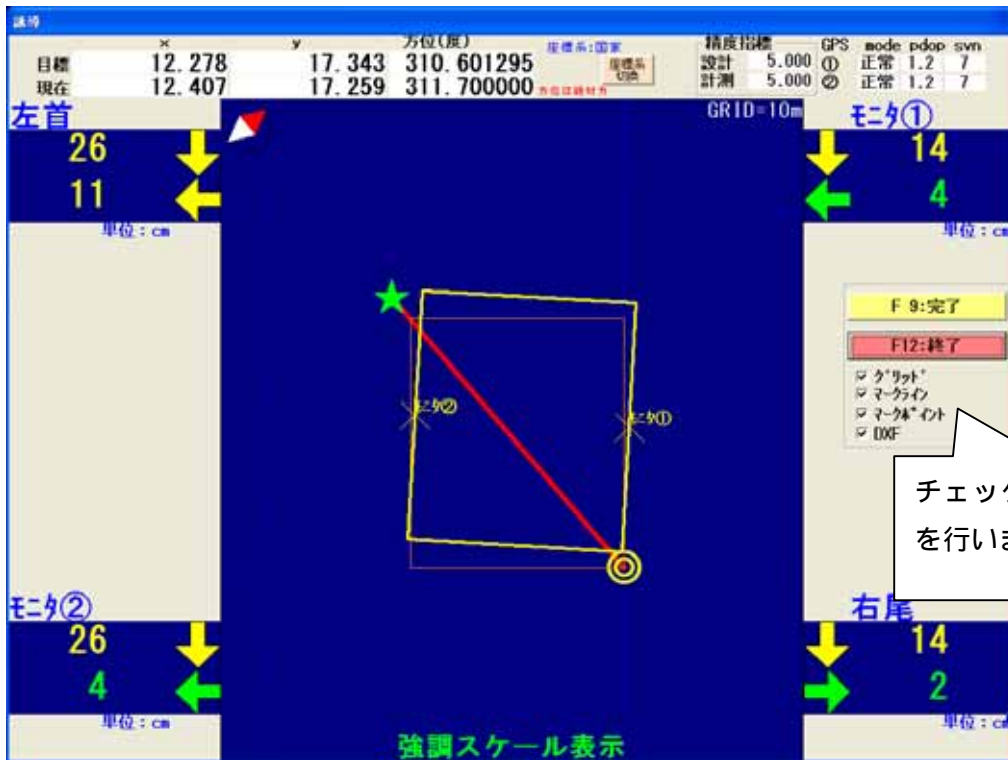 誘導
x y 方位(度) 座標系:国家 精度指標 GPS mode pdop svn
目標 12.278 17.343 310.601295 座標系切換 設計 5.000 ① 正常 1.2 7
現在 12.407 17.259 311.700000 方位は絶対方 計測 5.000 ② 正常 1.2 7
左首 GRID=10m モニタ①
26 14
11 4
単位:cm 単位:cm
F 9:完了
F12:終了
グリッド
マークライン
マークポイント
DXF
モニタ② モニタ①
チェック
を行いま
モニタ② 右尾
26 14
4 2
単位:cm 単位:cm
強調スケール表示